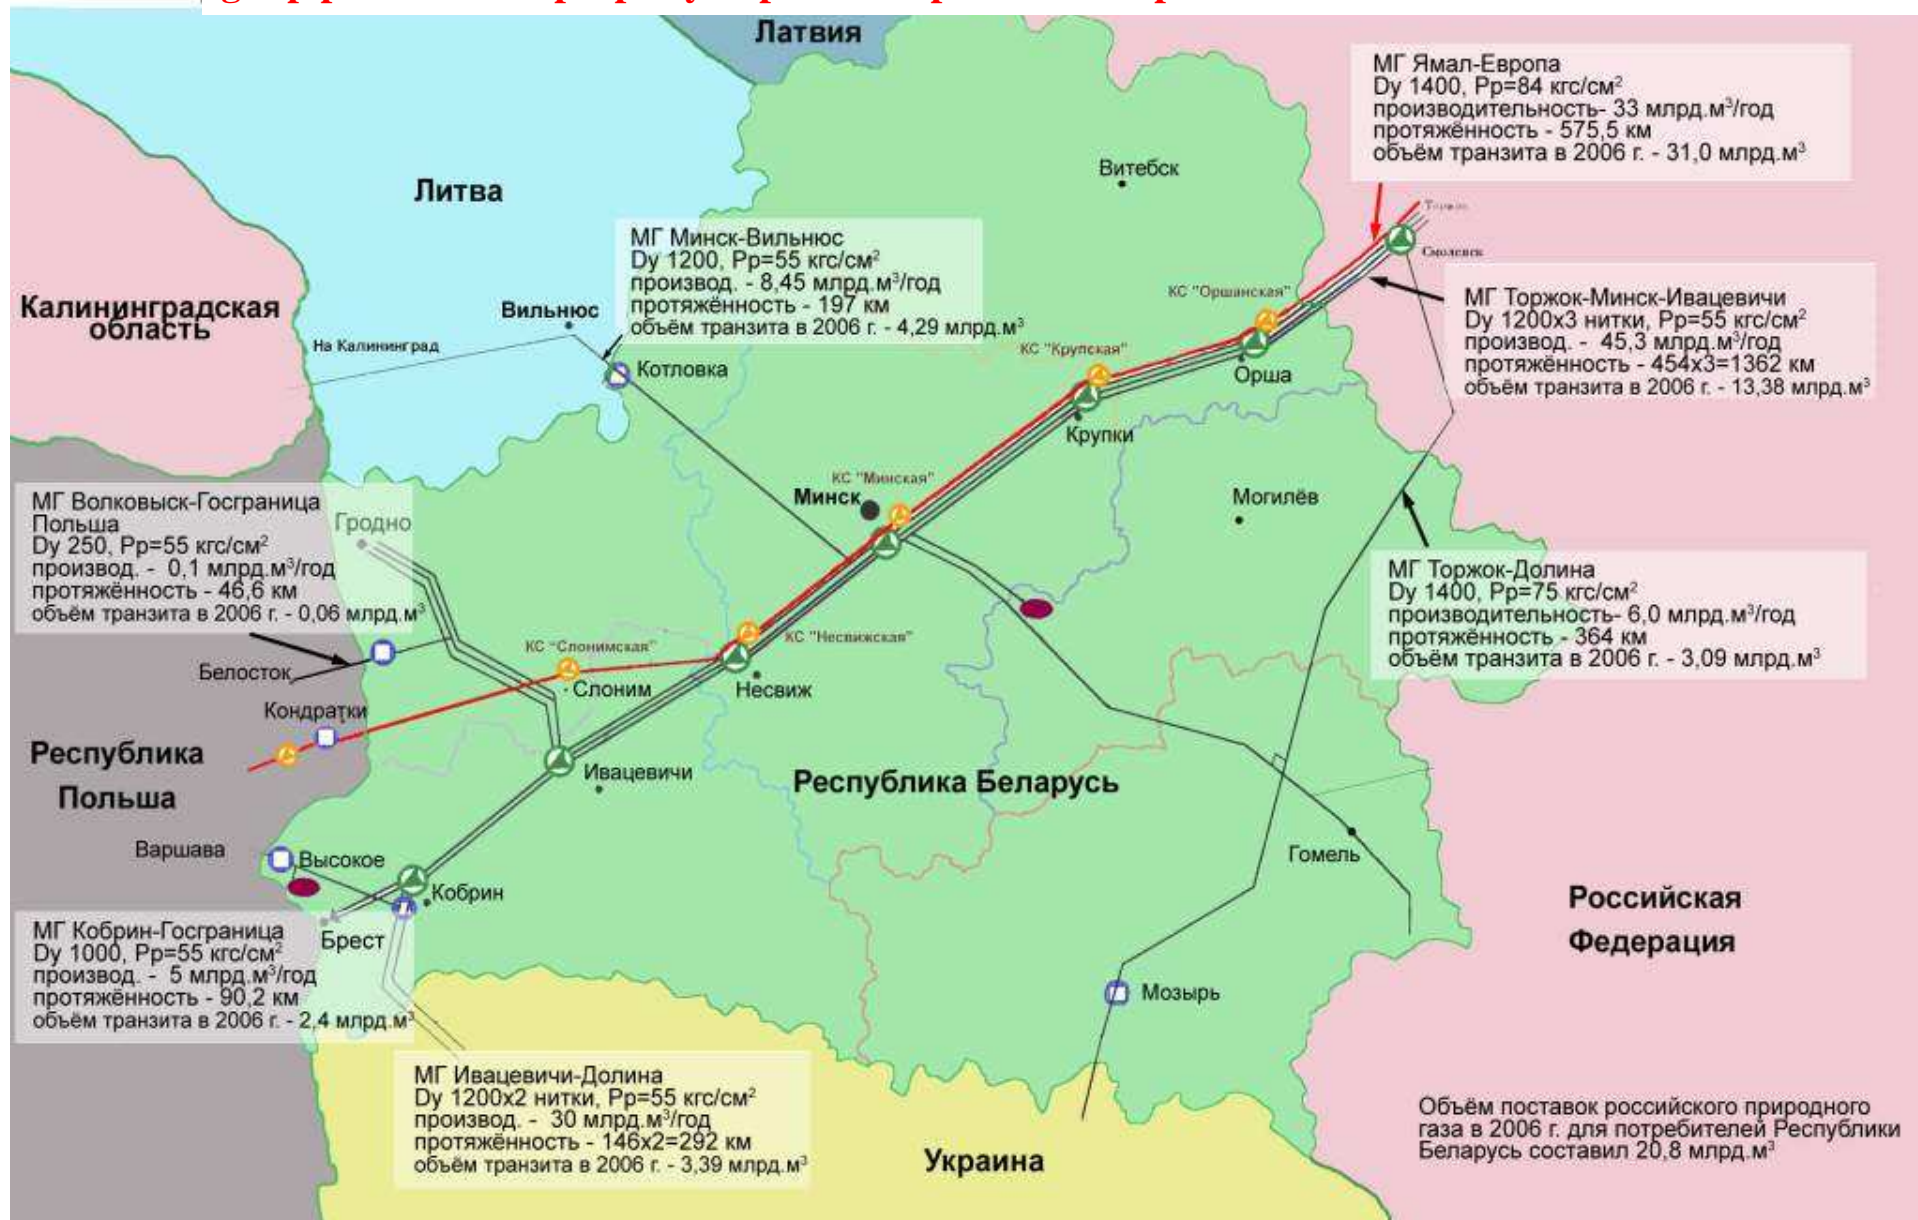 Латвия
МГ Ямал-Европа
Dy 1400, Рр=84 кгс/см²
производительность- 33 млрд.м³/год
протяжённость - 575,5 км
объём транзита в 2006 г. - 31,0 млрд.м³
Витебск
Литва
Смоленск
МГ Минск-Вильнюс
Dy 1200, Рр=55 кгс/см²
производ. - 8,45 млрд.м³/год
протяжённость - 197 км
объём транзита в 2006 г. - 4,29 млрд.м³
КС "Оршанская"
МГ Торжок-Минск-Ивацевичи
Dy 1200х3 нитки, Рр=55 кгс/см²
производ. - 45,3 млрд.м³/год
протяжённость - 454х3=1362 км
объём транзита в 2006 г. - 13,38 млрд.м³
Калининградская
область
Вильнюс
На Калининград
КС "Крупская"
Котловка
Орша
Крупки
КС "Минская"
Минск
Могилёв
МГ Волковыск-Госграница
Польша
Dy 250, Рр=55 кгс/см²
производ. - 0,1 млрд.м³/год
протяжённость - 46,6 км
объём транзита в 2006 г. - 0,06 млрд.м³
Гродно
МГ Торжок-Долина
Dy 1400, Рр=75 кгс/см²
производительность- 6,0 млрд.м³/год
протяжённость - 364 км
объём транзита в 2006 г. - 3,09 млрд.м³
КС "Слонимская"
КС "Несвижская"
Белосток
Слоним
Несвиж
Кондратки
Республика
Польша
Ивацевичи
Республика Беларусь
Варшава
Высокое
Гомель
Кобрин
Российская
Федерация
Брест
МГ Кобрин-Госграница
Dy 1000, Рр=55 кгс/см²
производ. - 5 млрд.м³/год
протяжённость - 90,2 км
объём транзита в 2006 г. - 2,4 млрд.м³
Мозырь
МГ Ивацевичи-Долина
Dy 1200х2 нитки, Рр=55 кгс/см²
производ. - 30 млрд.м³/год
протяжённость - 146х2=292 км
объём транзита в 2006 г. - 3,39 млрд.м³
Украина
Объём поставок российского природного
газа в 2006 г. для потребителей Республики
Беларусь составил 20,8 млрд.м³